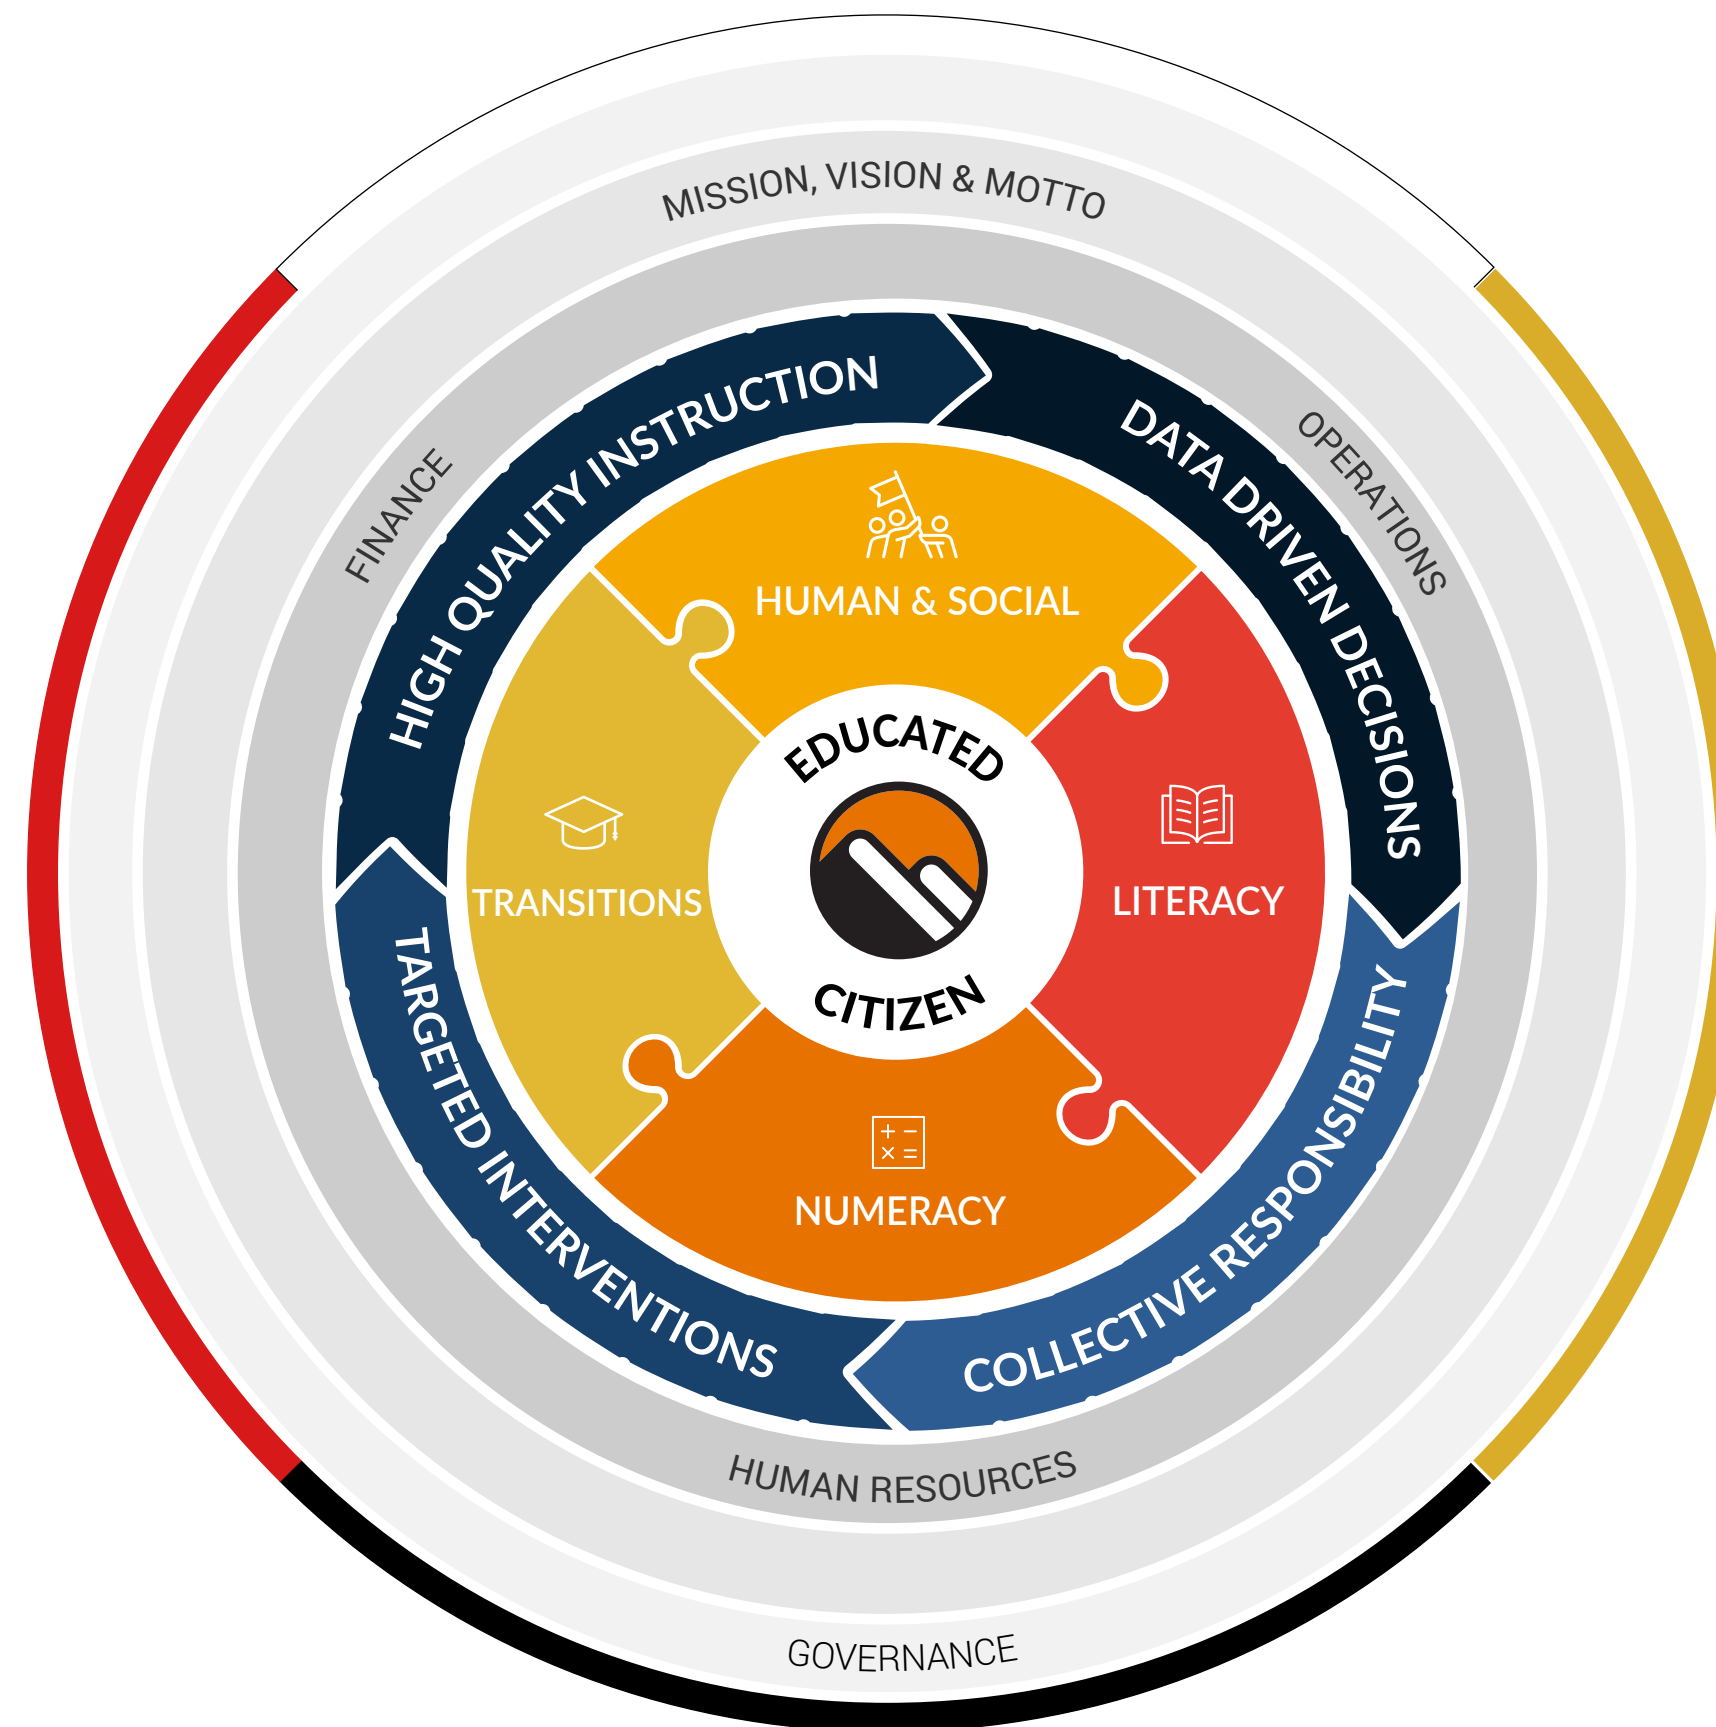 MISSION, VISION & MOTTO
FINANCE
OPERATIONS
HIGH QUALITY INSTRUCTION
DATA DRIVEN DECISIONS
HUMAN & SOCIAL
EDUCATED
CITIZEN
TRANSITIONS
LITERACY
NUMERACY
TARGETED INTERVENTIONS
COLLECTIVE RESPONSIBILITY
HUMAN RESOURCES
GOVERNANCE